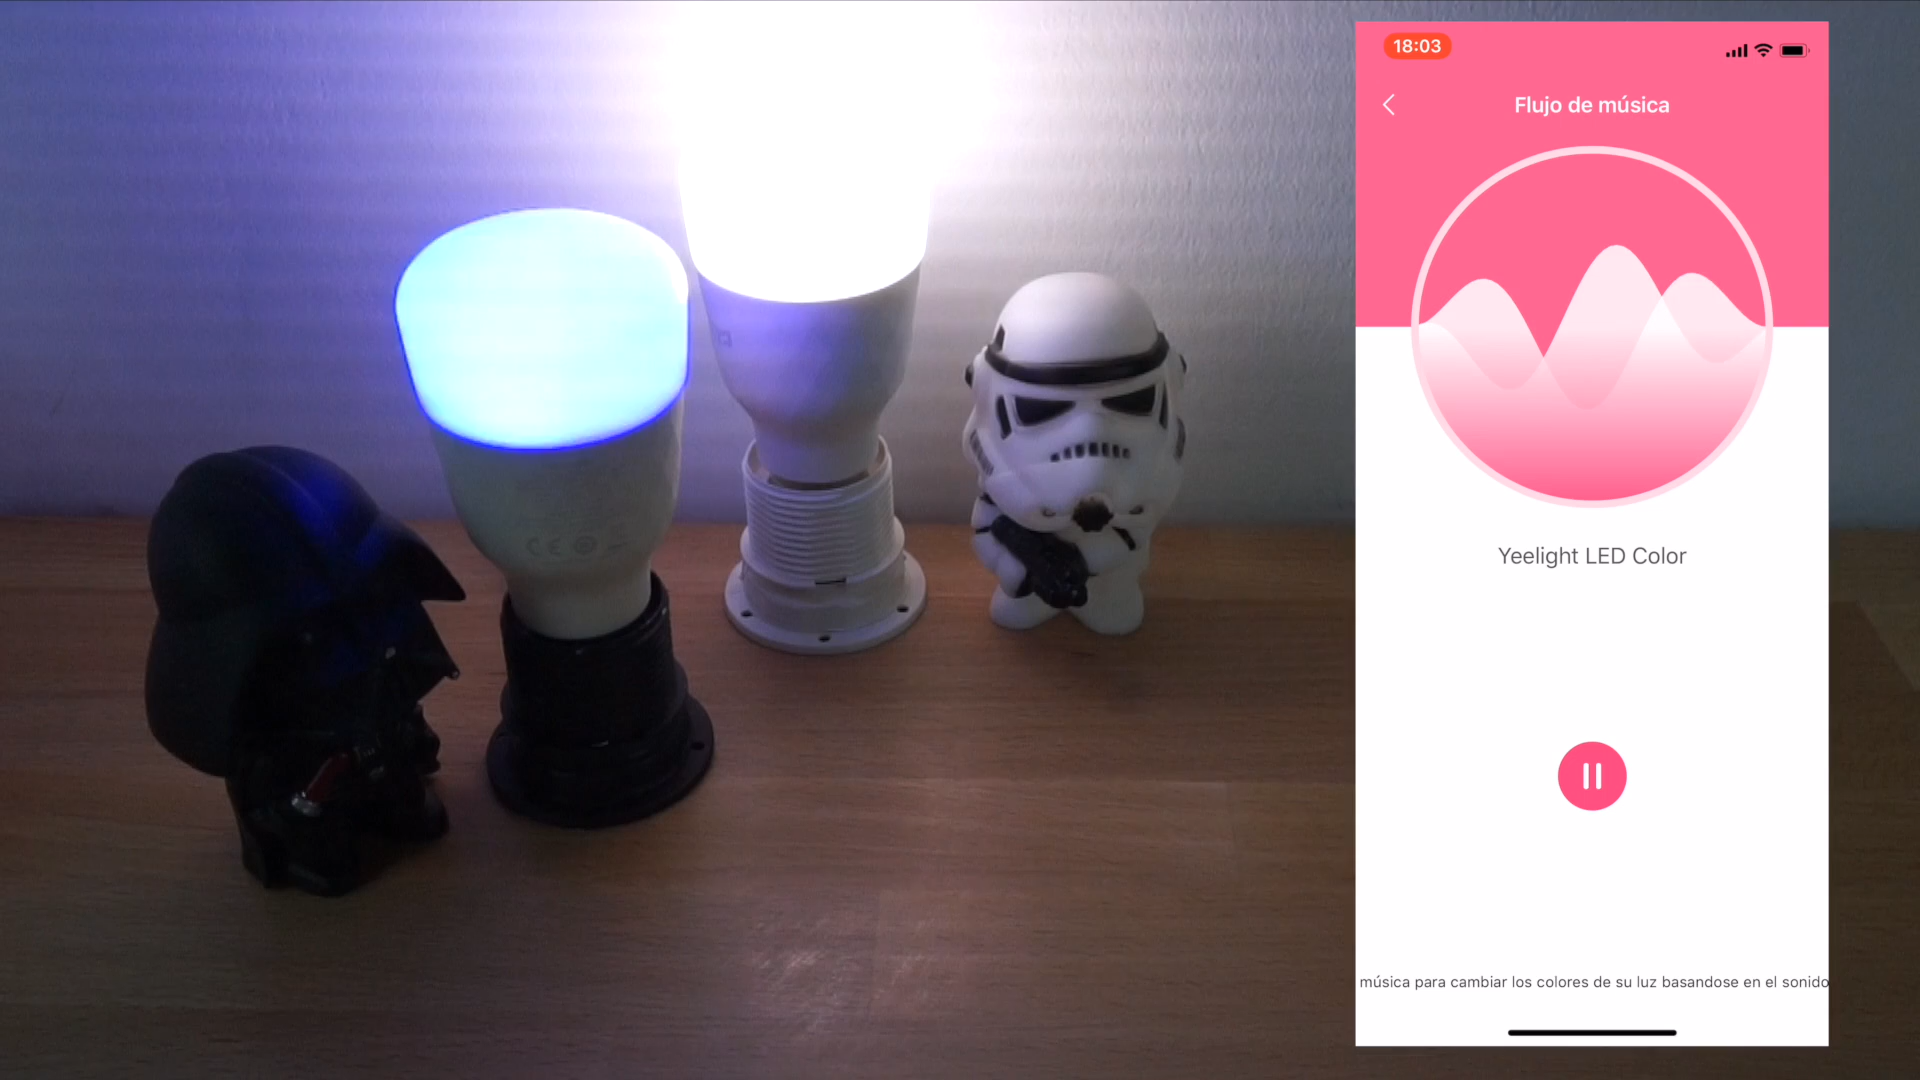 18:03
Flujo de música
Yeelight LED Color
música para cambiar los colores de su luz basandose en el sonido
CE